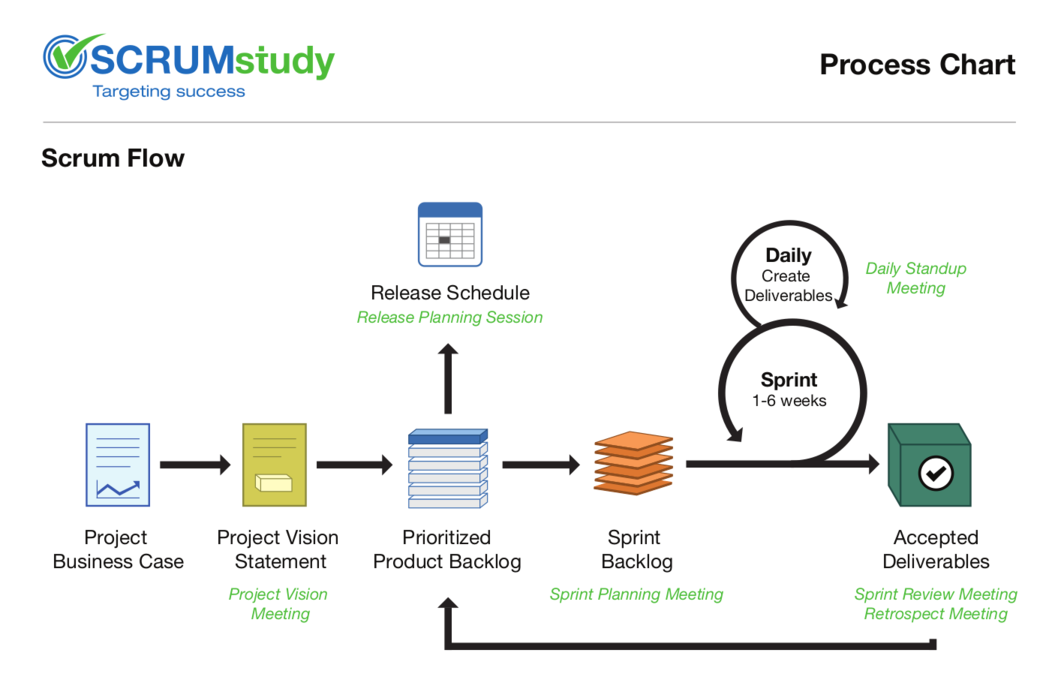 SCRUMstudy
Targeting success
Process Chart
Scrum Flow
Release Schedule
Release Planning Session
Daily
Create
Deliverables
Daily Standup
Meeting
Sprint
1-6 weeks
Project
Business Case
Project Vision
Statement
Project Vision
Meeting
Prioritized
Product Backlog
Sprint
Backlog
Sprint Planning Meeting
Accepted
Deliverables
Sprint Review Meeting
Retrospect Meeting